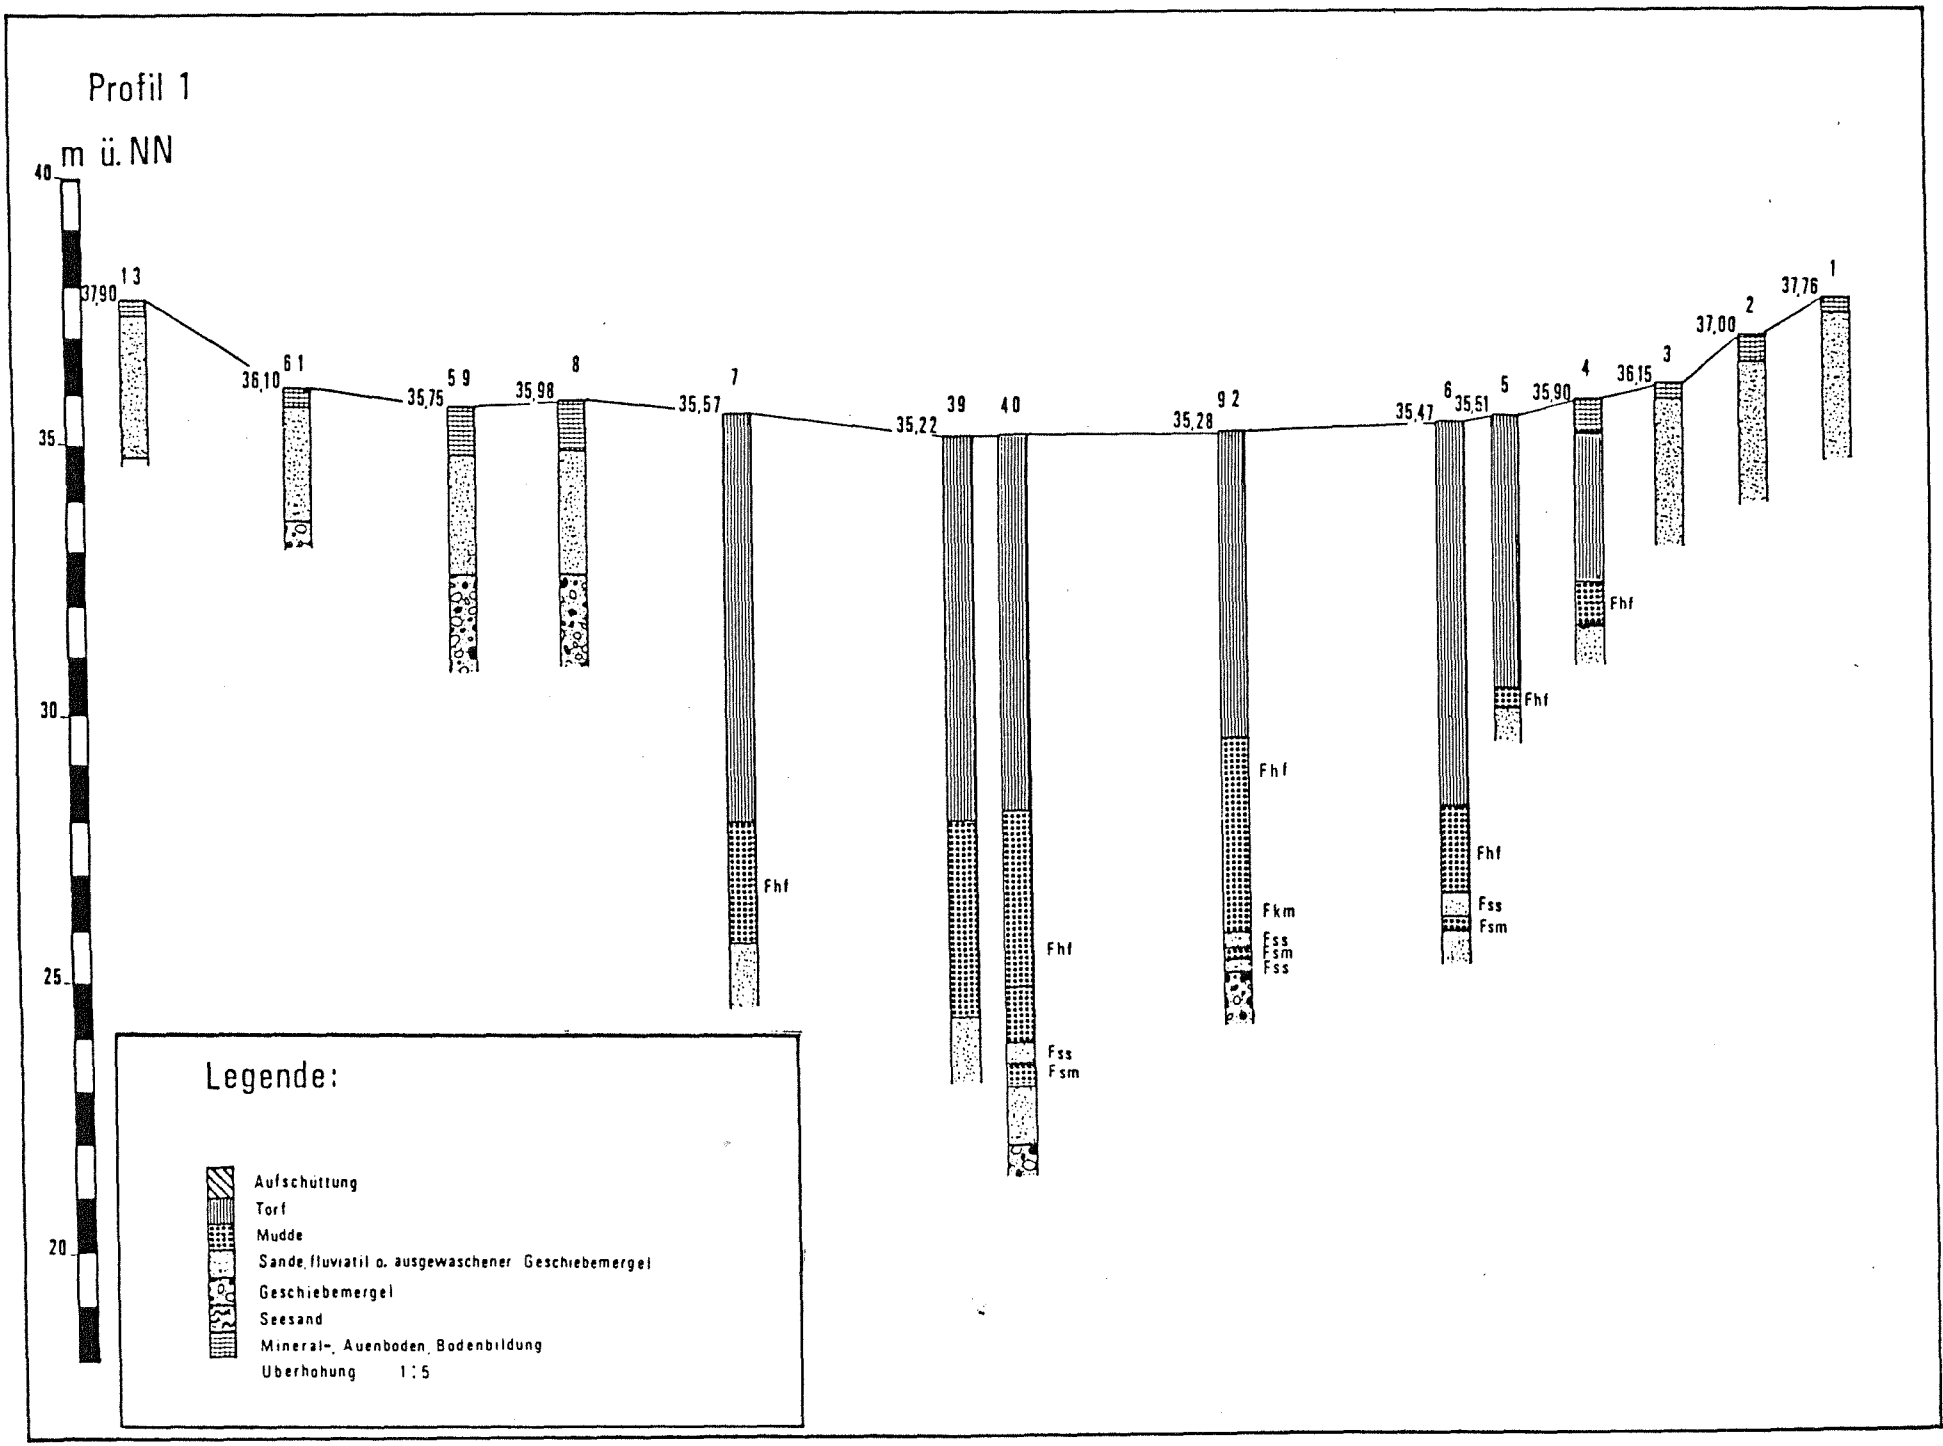 Profil 1
m ü. NN
40
35
30
25
20
13
37,90
61
36,10
59
35,75
8
35,98
7
35,57
Fhf
39
35,22
40
Fhf
Fss
Fsm
92
35,28
Fhf
Fkm
Fss
Fsm
Fss
6
35,47
Fhf
Fss
Fsm
5
35,51
Fhf
4
35,90
Fhf
3
36,15
2
37,00
1
37,76
Legende:
Aufschüttung
Torf
Mudde
Sande, fluviatil o. ausgewaschener Geschiebemergel
Geschiebemergel
Seesand
Mineral-, Auenboden, Bodenbildung
Uberhohung 1:5